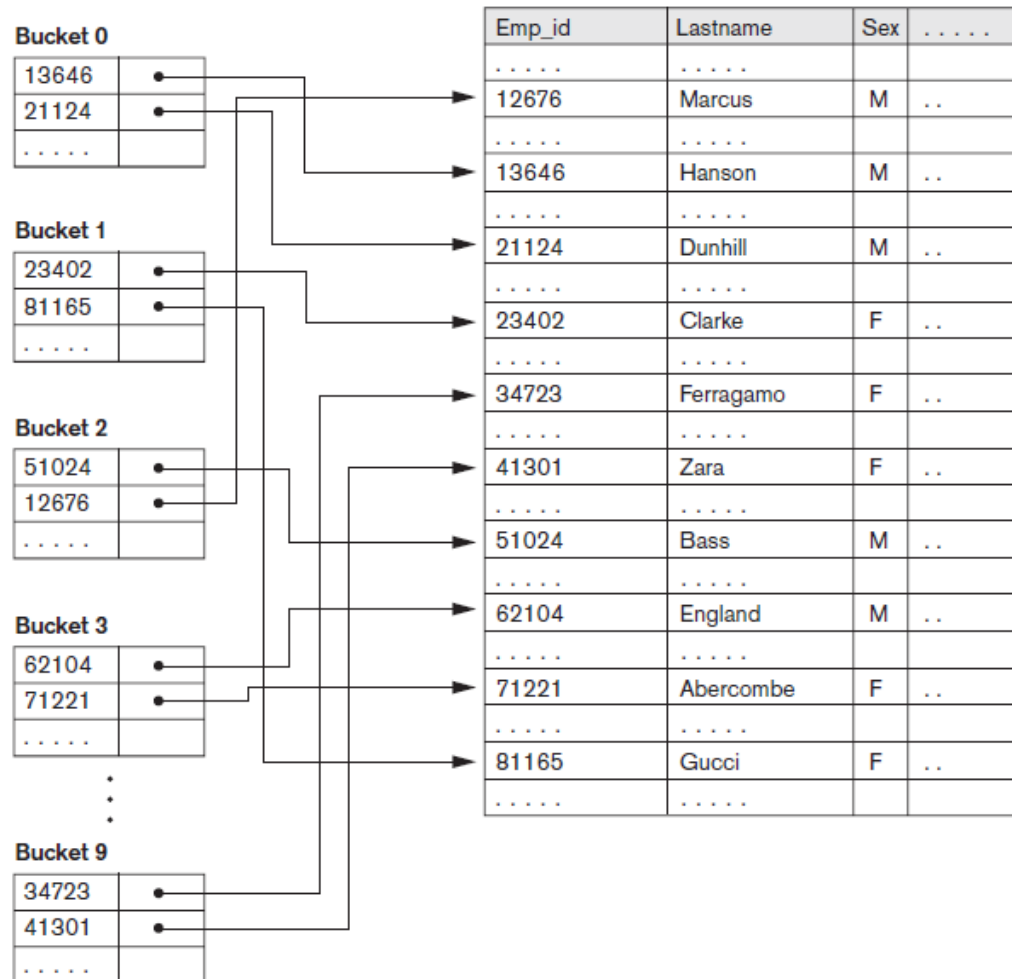 Bucket 0
13646
21124
. . . . .
Bucket 1
23402
81165
. . . . .
Bucket 2
51024
12676
. . . . .
Bucket 3
62104
71221
. . . . .
Bucket 9
34723
41301
. . . . .
Emp_id Lastname Sex . . . . .
. . . . . . . . . .
12676 Marcus M . .
. . . . . . . . . .
13646 Hanson M . .
. . . . . . . . . .
21124 Dunhill M . .
. . . . . . . . . .
23402 Clarke F . .
. . . . . . . . . .
34723 Ferragamo F . .
. . . . . . . . . .
41301 Zara F . .
. . . . . . . . . .
51024 Bass M . .
. . . . . . . . . .
62104 England M . .
. . . . . . . . . .
71221 Abercombe F . .
. . . . . . . . . .
81165 Gucci F . .
. . . . . . . . . .